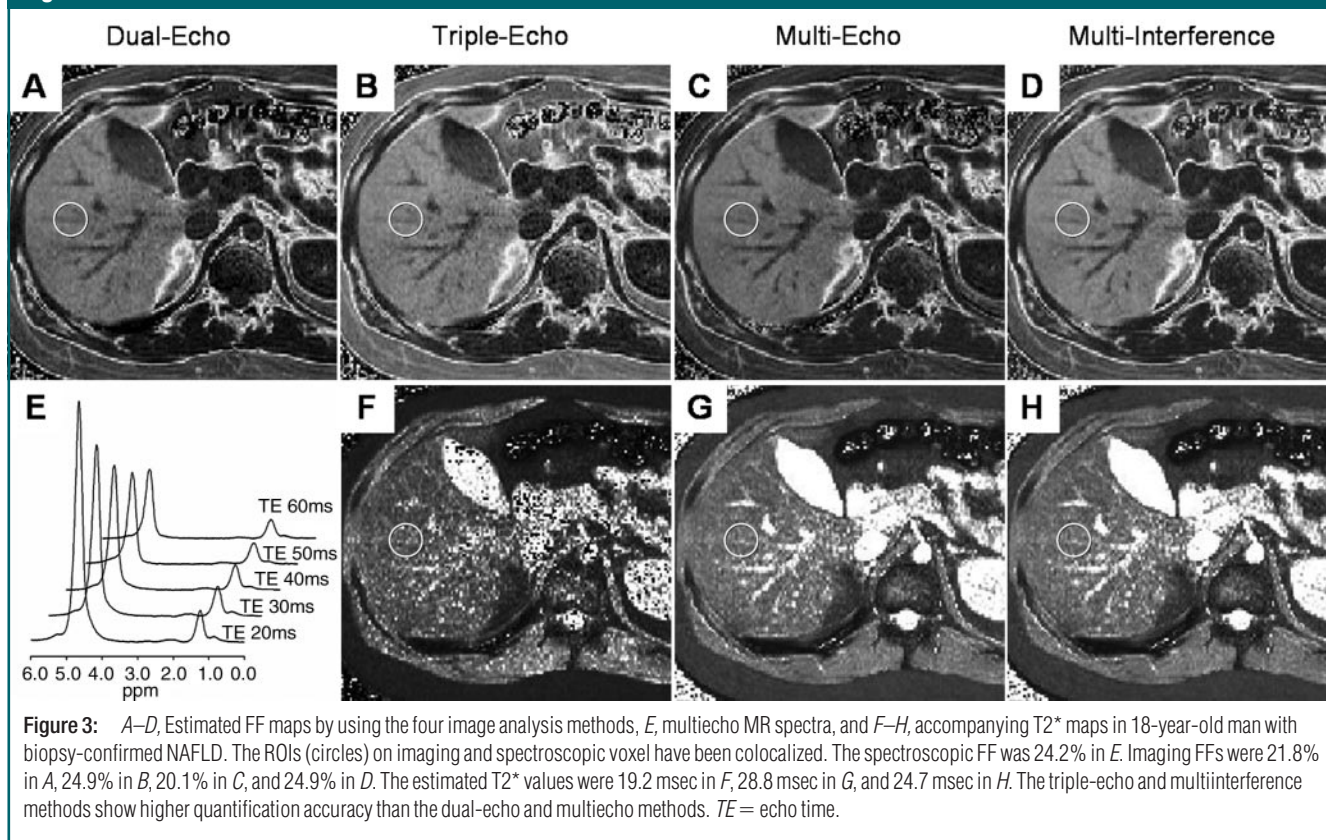 Dual-Echo Triple-Echo Multi-Echo Multi-Interference
A B C D
E F G H
TE 60ms
TE 50ms
TE 40ms
TE 30ms
TE 20ms
6.0 5.0 4.0 3.0 2.0 1.0 0.0
ppm
Figure 3: A–D, Estimated FF maps by using the four image analysis methods, E, multiecho MR spectra, and F–H, accompanying T2* maps in 18-year-old man with
biopsy-confirmed NAFLD. The ROIs (circles) on imaging and spectroscopic voxel have been colocalized. The spectroscopic FF was 24.2% in E. Imaging FFs were 21.8%
in A, 24.9% in B, 20.1% in C, and 24.9% in D. The estimated T2* values were 19.2 msec in F, 28.8 msec in G, and 24.7 msec in H. The triple-echo and multiinterference
methods show higher quantification accuracy than the dual-echo and multiecho methods. TE = echo time.